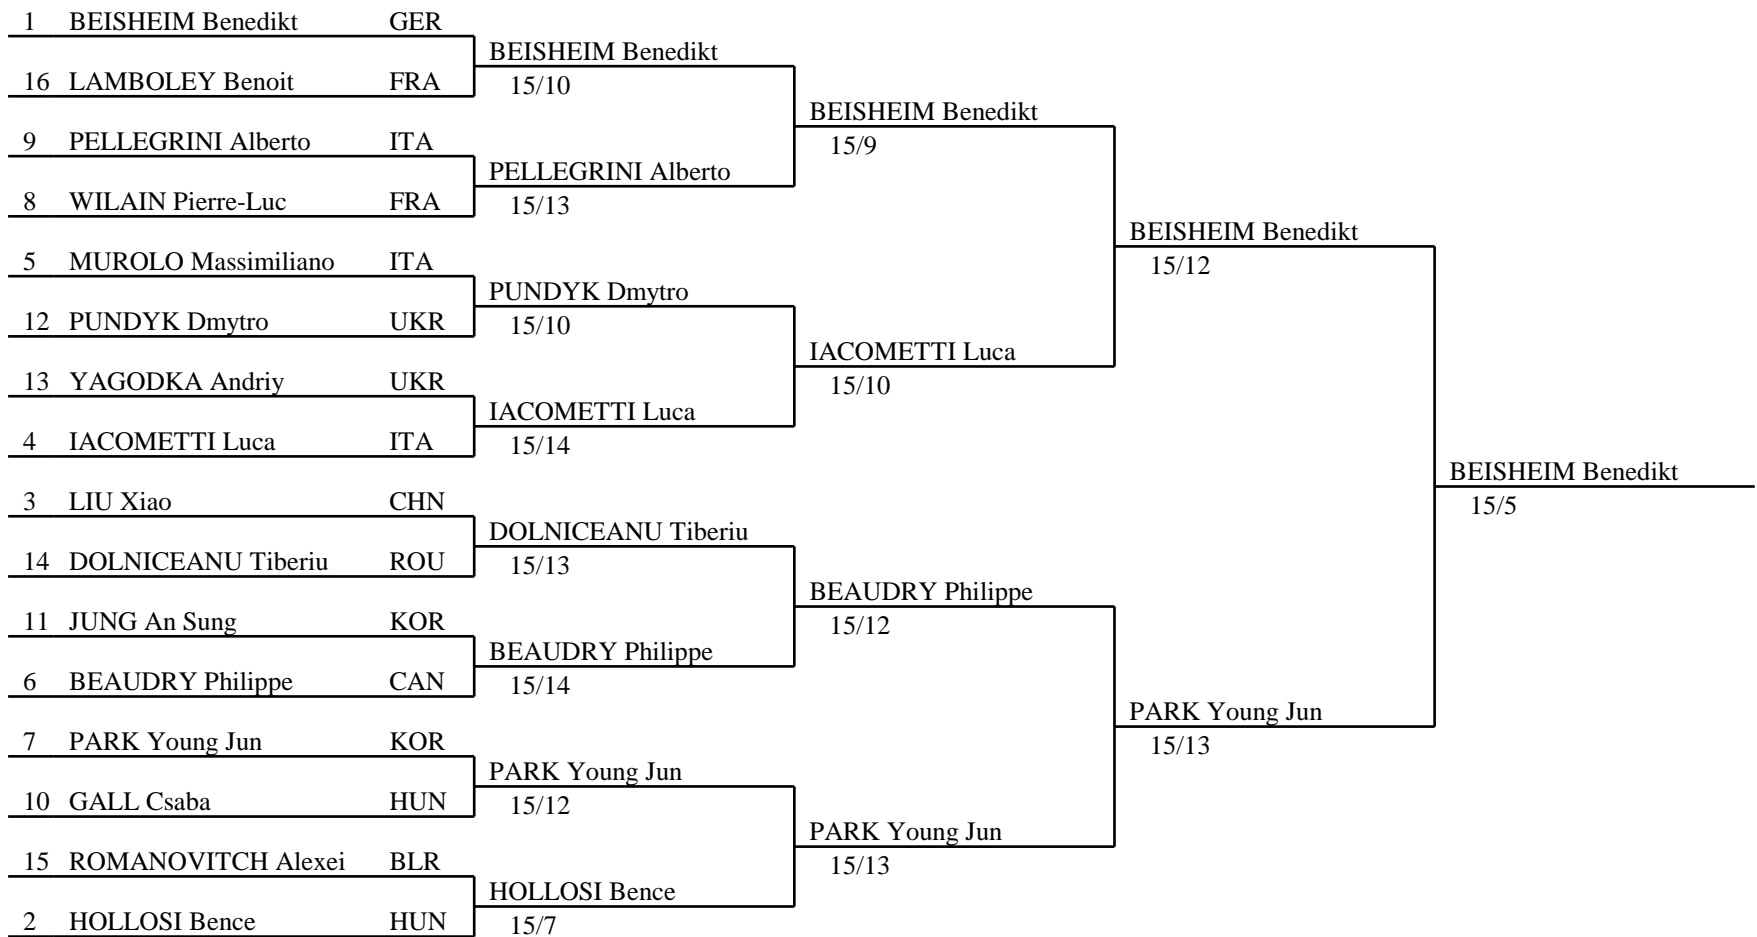 1 BEISHEIM Benedikt GER
BEISHEIM Benedikt
16 LAMBOLEY Benoit FRA
15/10
BEISHEIM Benedikt
9 PELLEGRINI Alberto ITA
15/9
PELLEGRINI Alberto
8 WILAIN Pierre-Luc FRA
15/13
BEISHEIM Benedikt
5 MUROLO Massimiliano ITA
15/12
PUNDYK Dmytro
12 PUNDYK Dmytro UKR
15/10
IACOMETTI Luca
13 YAGODKA Andriy UKR
15/10
IACOMETTI Luca
4 IACOMETTI Luca ITA
15/14
BEISHEIM Benedikt
3 LIU Xiao CHN
15/5
DOLNICEANU Tiberiu
14 DOLNICEANU Tiberiu ROU
15/13
BEAUDRY Philippe
11 JUNG An Sung KOR
15/12
BEAUDRY Philippe
6 BEAUDRY Philippe CAN
15/14
PARK Young Jun
7 PARK Young Jun KOR
15/13
PARK Young Jun
10 GALL Csaba HUN
15/12
PARK Young Jun
15 ROMANOVITCH Alexei BLR
15/13
HOLLOSI Bence
2 HOLLOSI Bence HUN
15/7